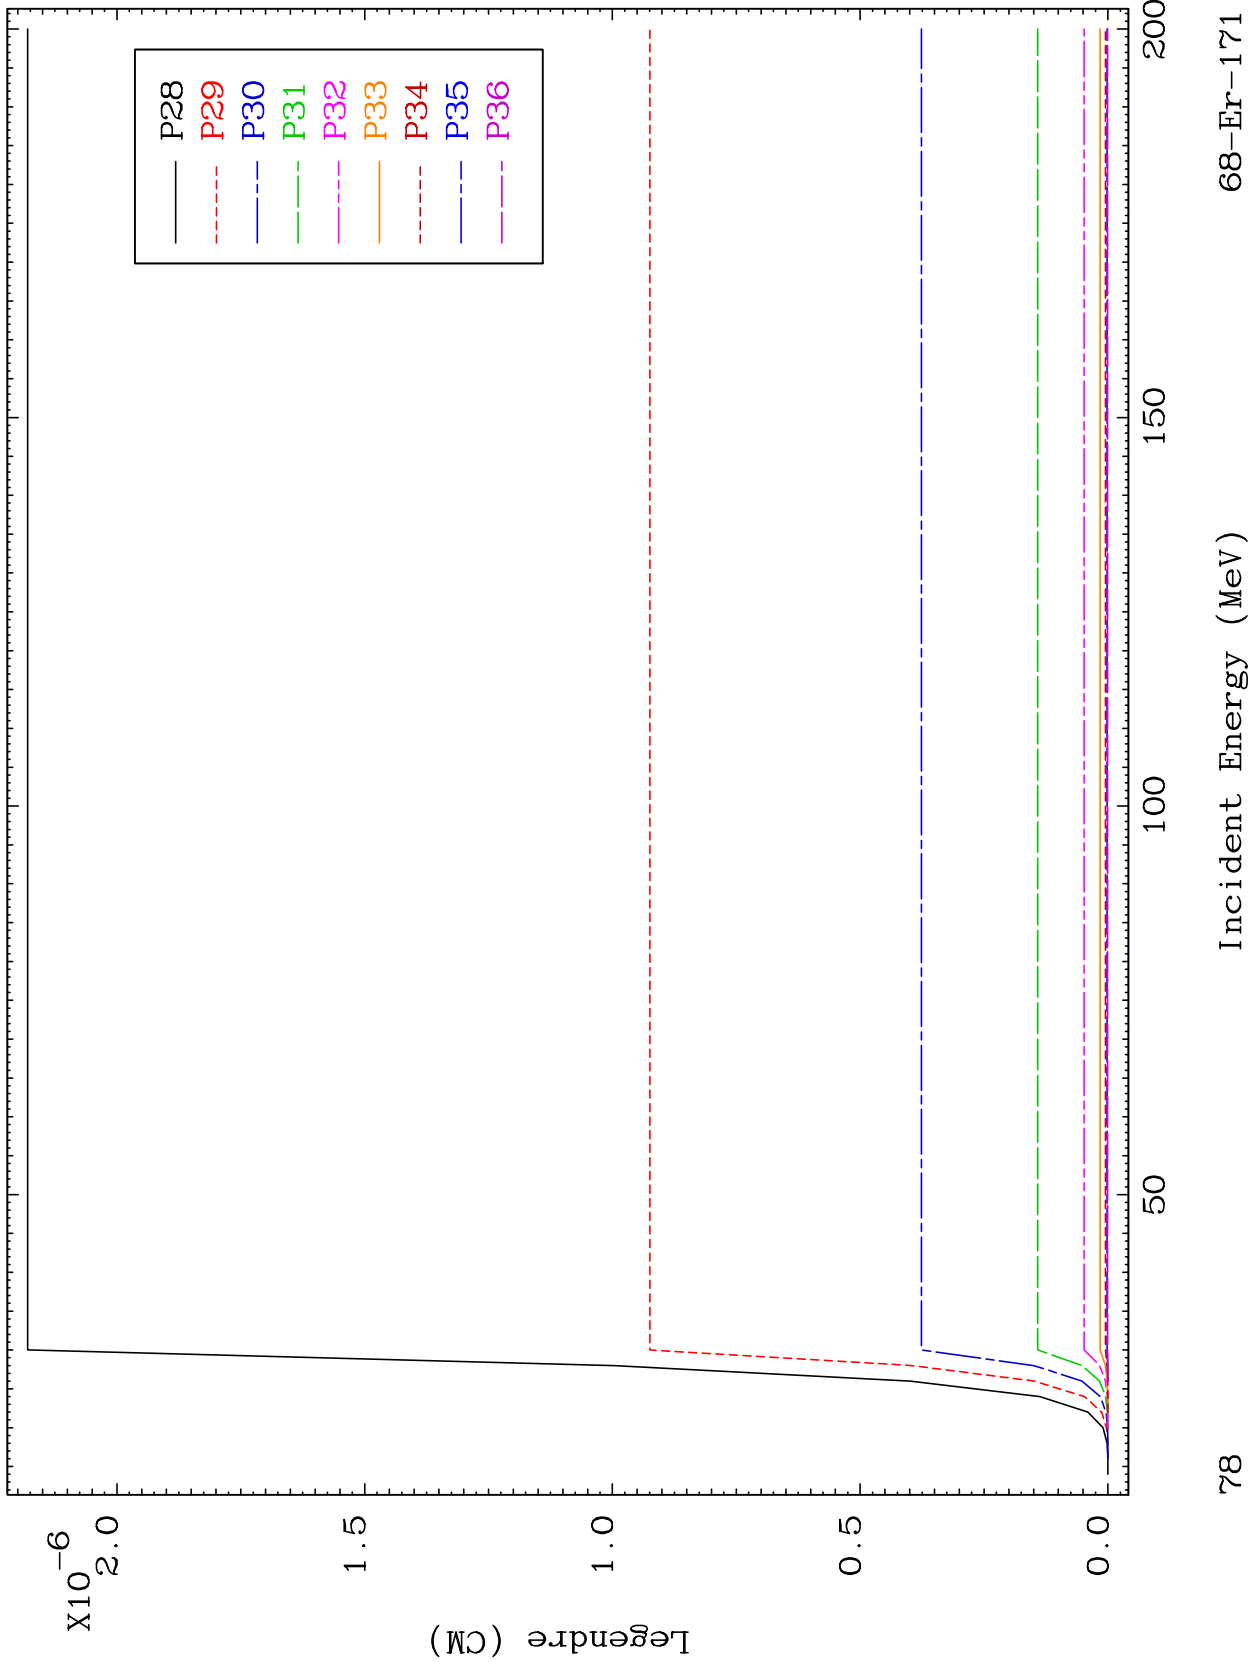 X10-6
2.0
1.5
1.0
0.5
0.0
Legendre (CM)
P28
P29
P30
P31
P32
P33
P34
P35
P36
50
100
150
200
Incident Energy (MeV)
78
68-Er-171